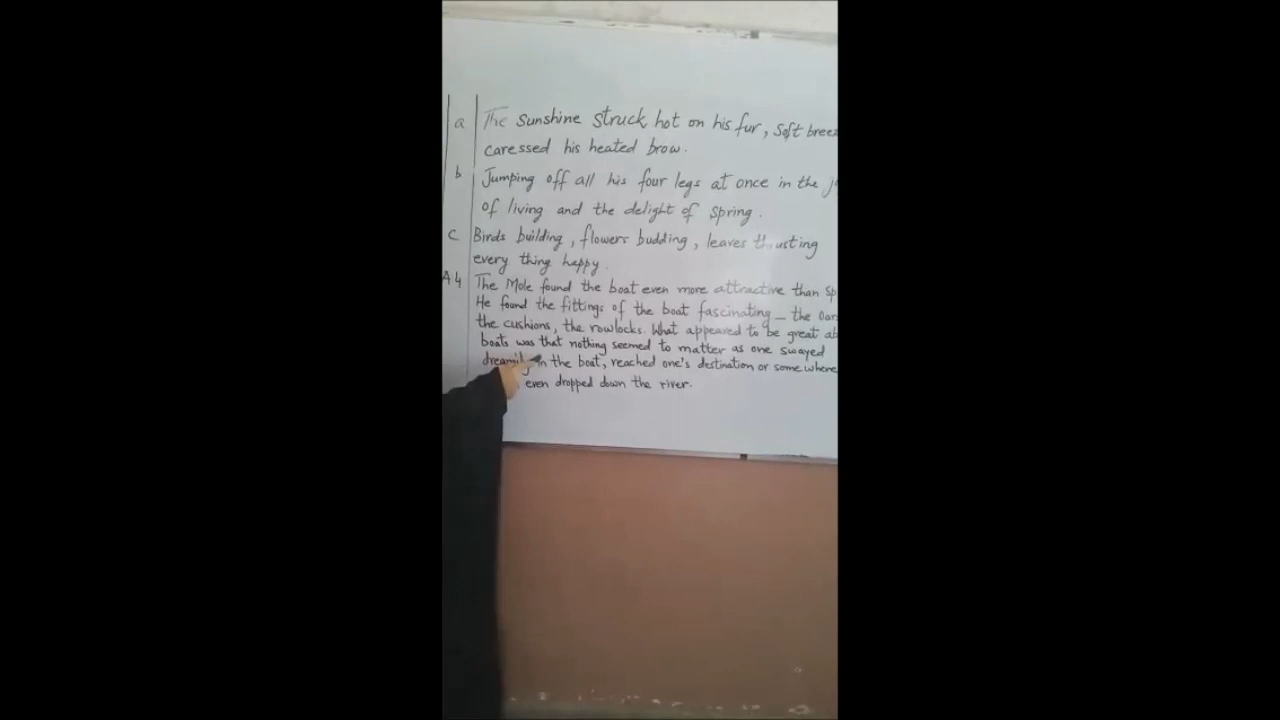 a The sunshine struck hot on his fur, soft
caressed his heated brow.
b Jumping off all his four legs at once in the
of living and the delight of spring.
c Birds building, flowers budding, leaves thrusting
every thing happy.
A4 The Mole found the boat even more attractive than
He found the fittings of the boat fascinating _ the
the cushions, the rowlocks. What appeared to be great
boats was that nothing seemed to matter as one swayed
in the boat, reached one's destination or some where
even dropped down the river.